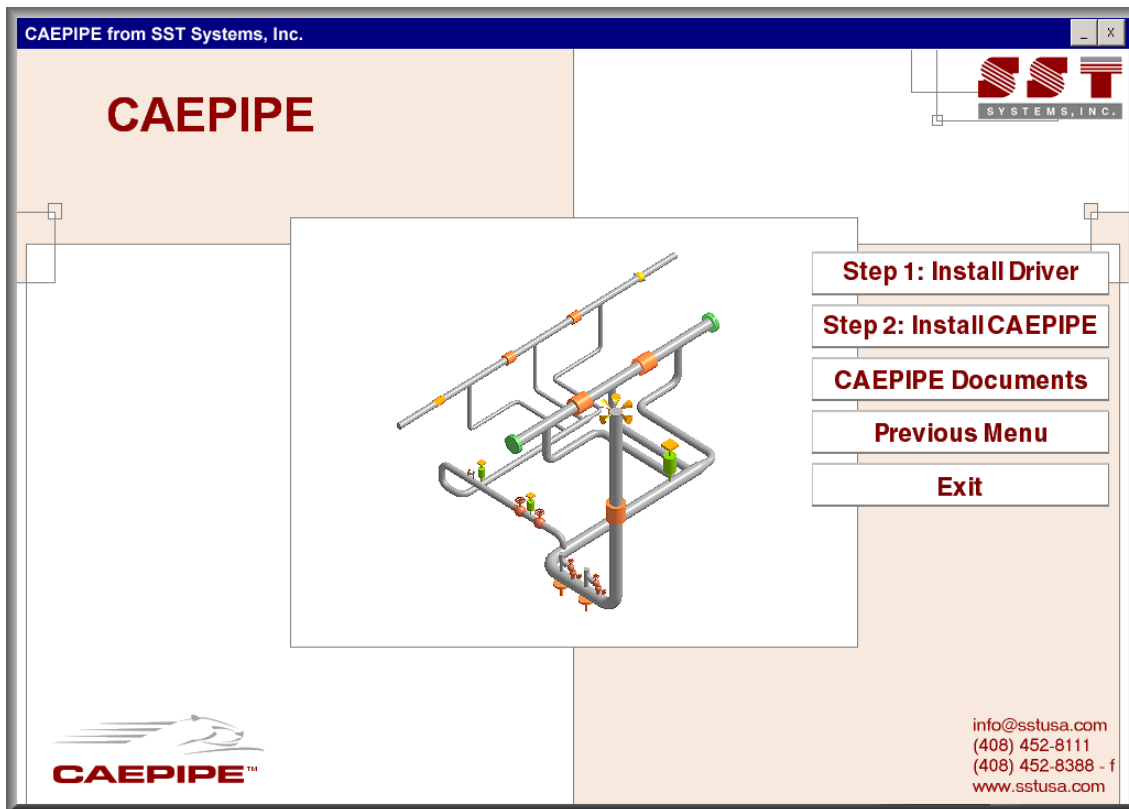 CAEPIPE from SST Systems, Inc.
_ X
CAEPIPE
SST
SYSTEMS, INC.
Step 1: Install Driver
Step 2: Install CAEPIPE
CAEPIPE Documents
Previous Menu
Exit
CAEPIPE™
info@sstusa.com
(408) 452-8111
(408) 452-8388 - f
www.sstusa.com